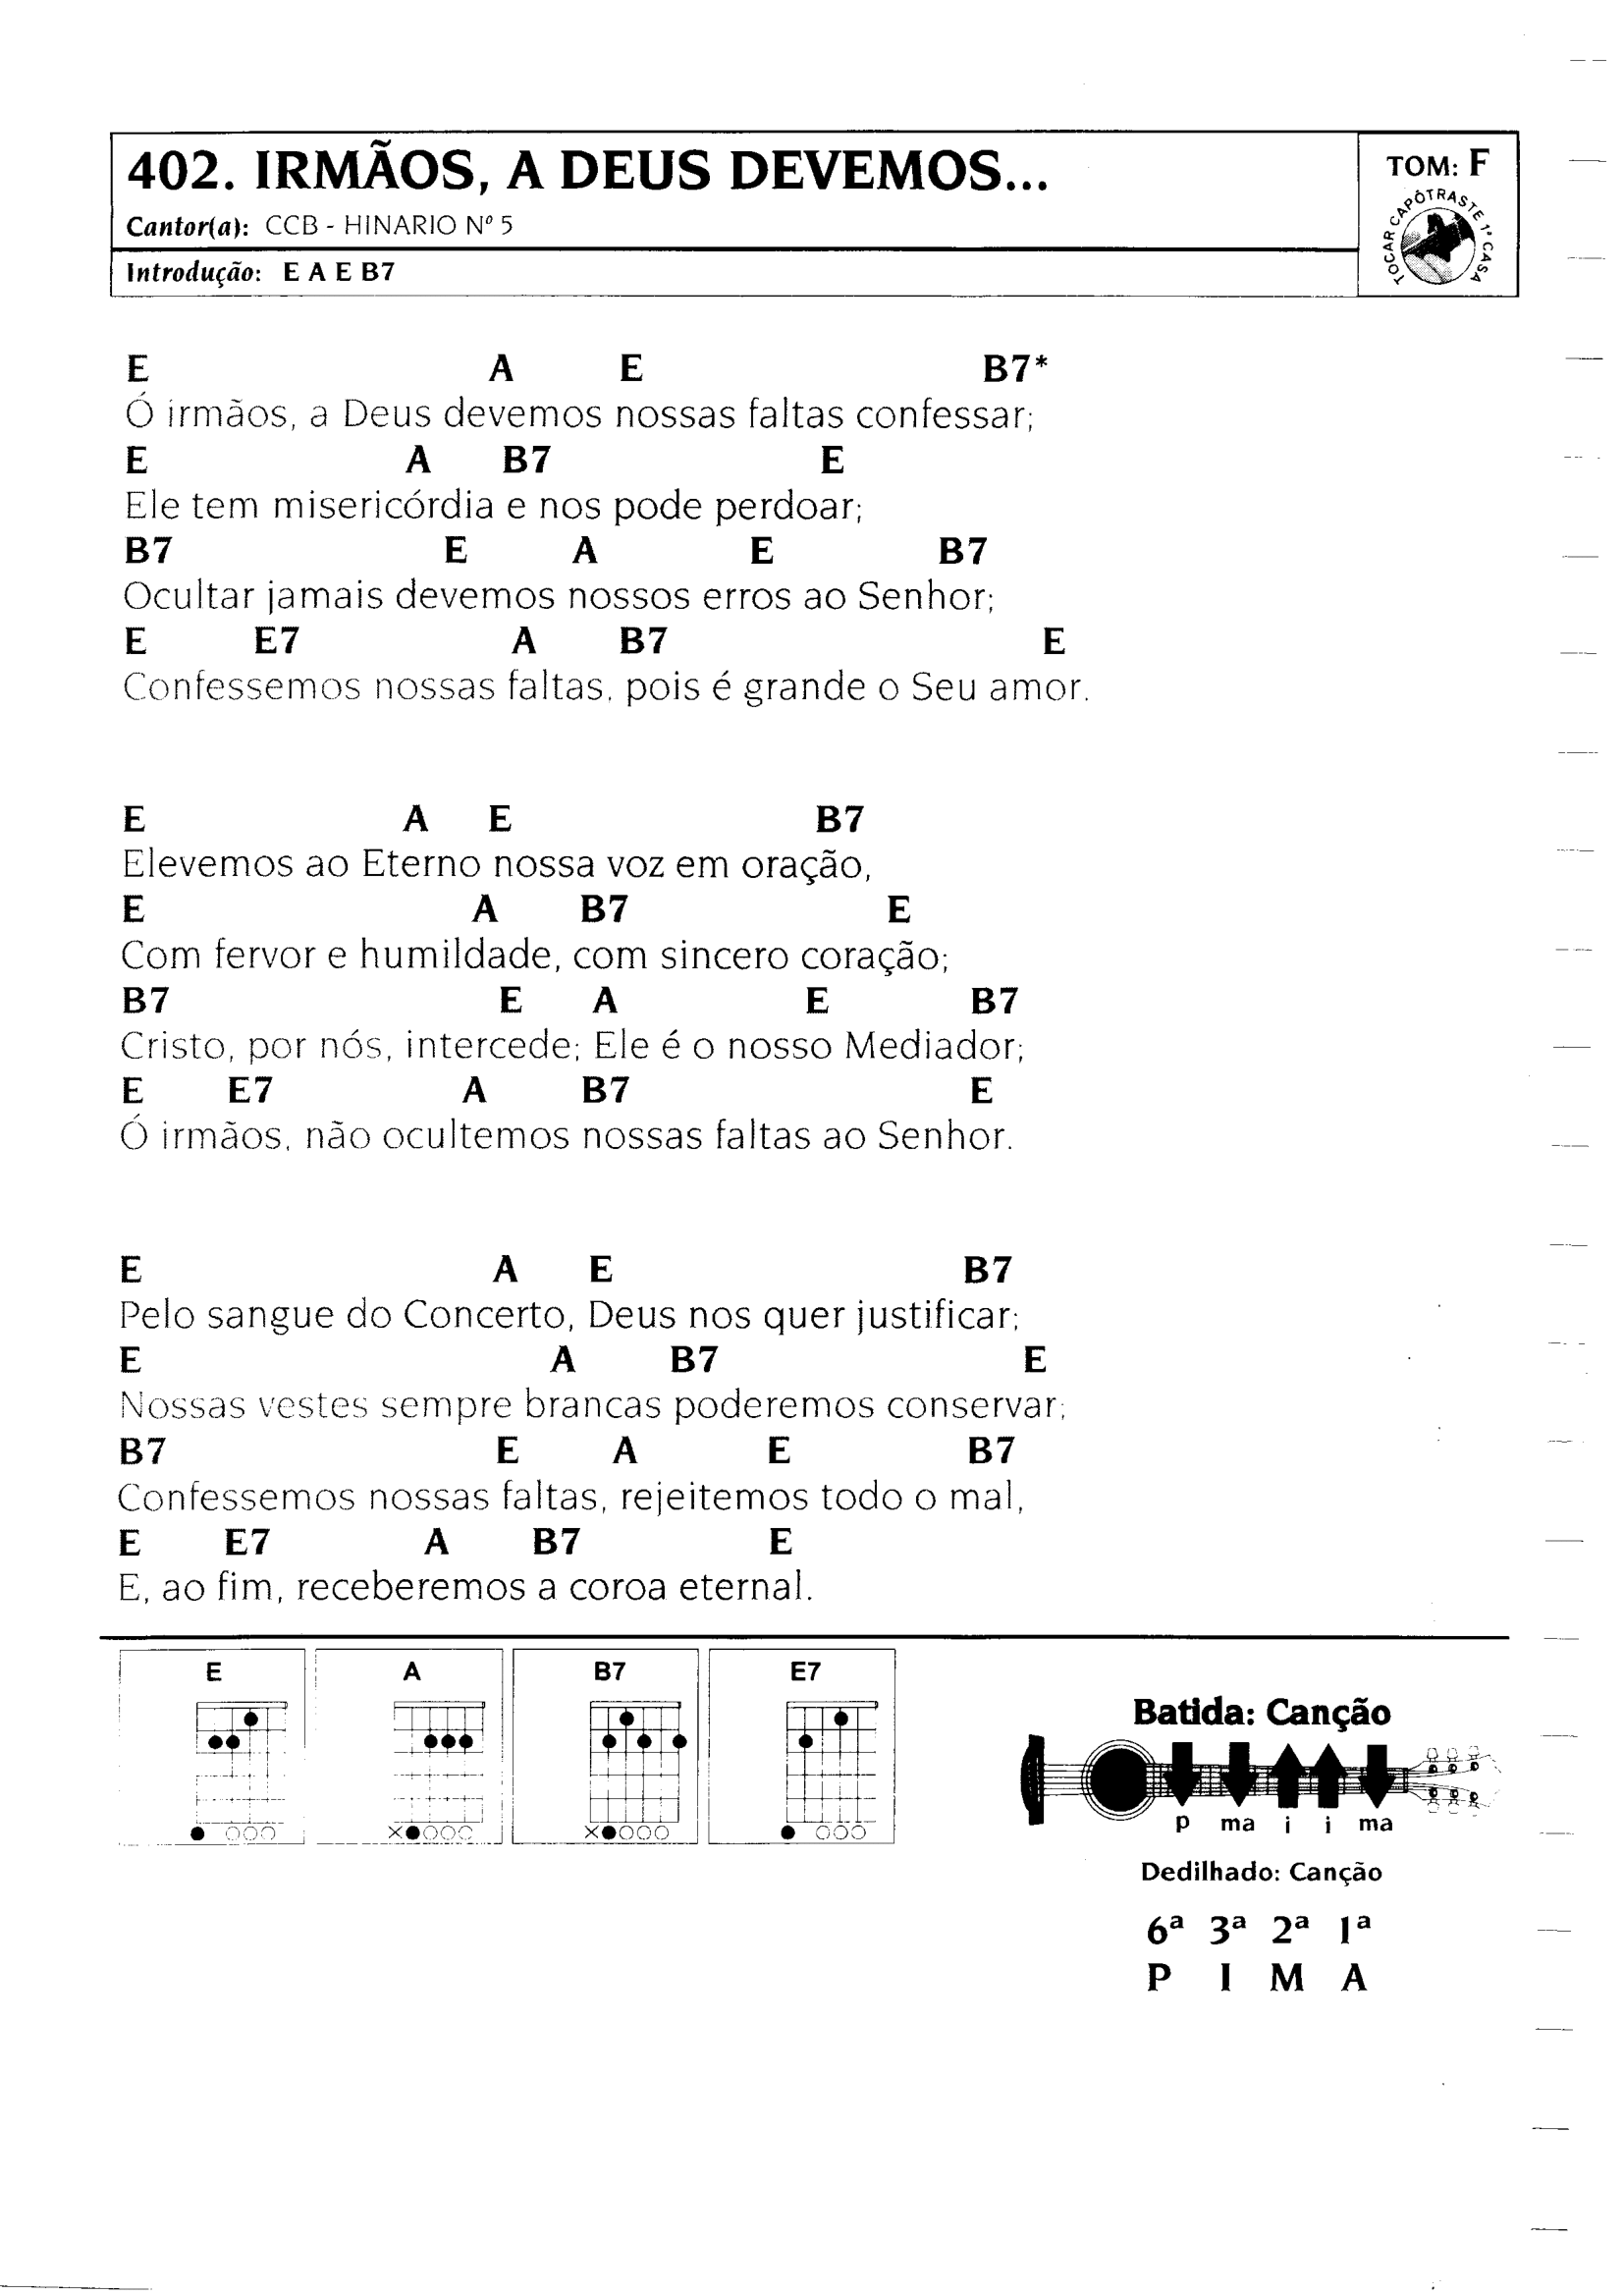 402. IRMÃOS, A DEUS DEVEMOS...
Cantor(a): CCB - HINARIO Nº 5
Introdução: E A E B7
TOM: F
TOCAR CAPÔTRASTE 1ª CASA
E A E B7*
Ó irmãos, a Deus devemos nossas faltas confessar;
E A B7 E
Ele tem misericórdia e nos pode perdoar;
B7 E A E B7
Ocultar jamais devemos nossos erros ao Senhor;
E E7 A B7 E
Confessemos nossas faltas, pois é grande o Seu amor.
E A E B7
Elevemos ao Eterno nossa voz em oração,
E A B7 E
Com fervor e humildade, com sincero coração;
B7 E A E B7
Cristo, por nós, intercede; Ele é o nosso Mediador;
E E7 A B7 E
Ó irmãos, não ocultemos nossas faltas ao Senhor.
E A E B7
Pelo sangue do Concerto, Deus nos quer justificar;
E A B7 E
Nossas vestes sempre brancas poderemos conservar;
B7 E A E B7
Confessemos nossas faltas, rejeitemos todo o mal,
E E7 A B7 E
E, ao fim, receberemos a coroa eternal.
E A B7 E7
Batida: Canção
p ma i i ma
Dedilhado: Canção
6ª 3ª 2ª 1ª
P I M A